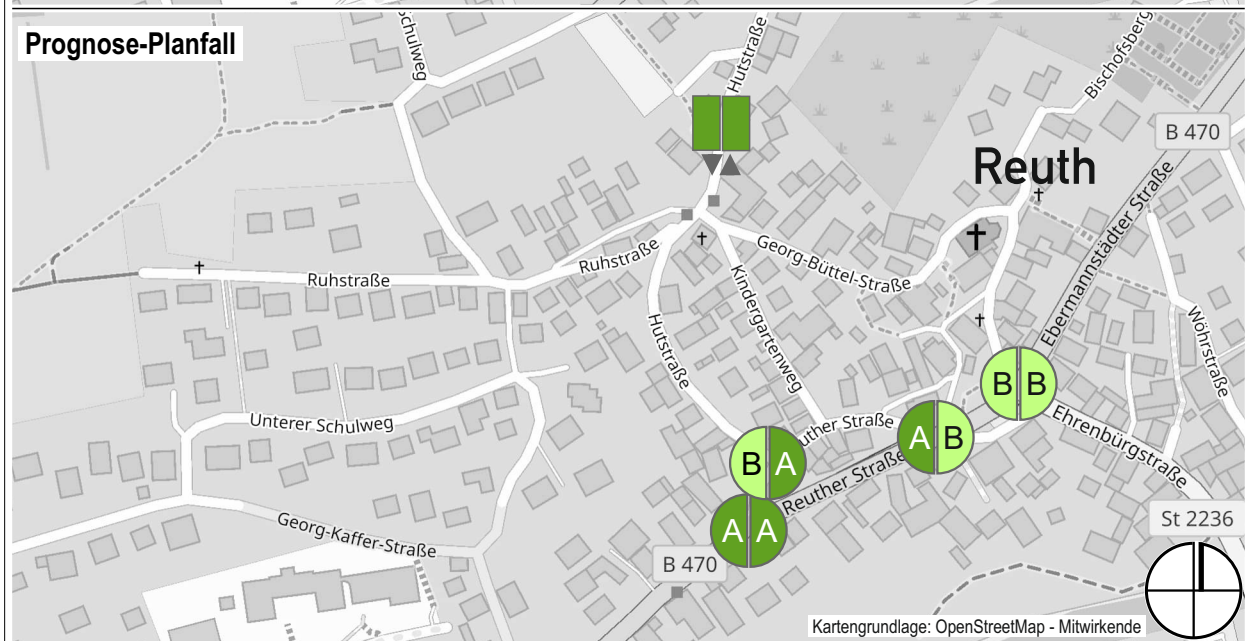 Prognose-Planfall
Schulweg
Hutstraße
Bischofsberg
B 470
Reuth
Ebermannstädter Straße
Ruhstraße
Georg-Büttel-Straße
Ruhstraße
Kindergartenweg
Hutstraße
Wöhrstraße
B B
Unterer Schulweg
uther Straße
A B
Ehrenbürgstraße
B A
Reuther Straße
A A
St 2236
Georg-Kaffer-Straße
B 470
Kartengrundlage: OpenStreetMap - Mitwirkende